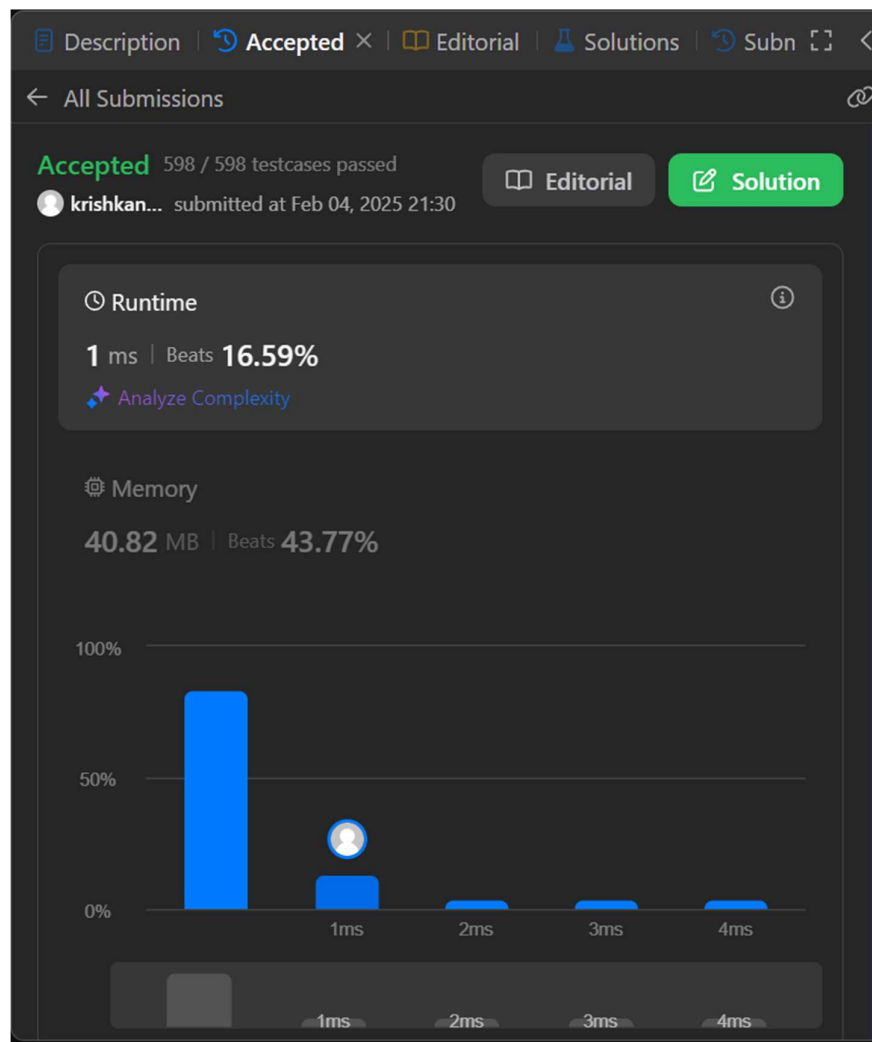 Description Accepted Editorial Solutions Subn
All Submissions
Accepted 598 / 598 testcases passed
krishkan... submitted at Feb 04, 2025 21:30
Editorial
Solution
Runtime
1 ms Beats 16.59%
Analyze Complexity
Memory
40.82 MB Beats 43.77%
100%
50%
0%
1ms 2ms 3ms 4ms
1ms 2ms 3ms 4ms